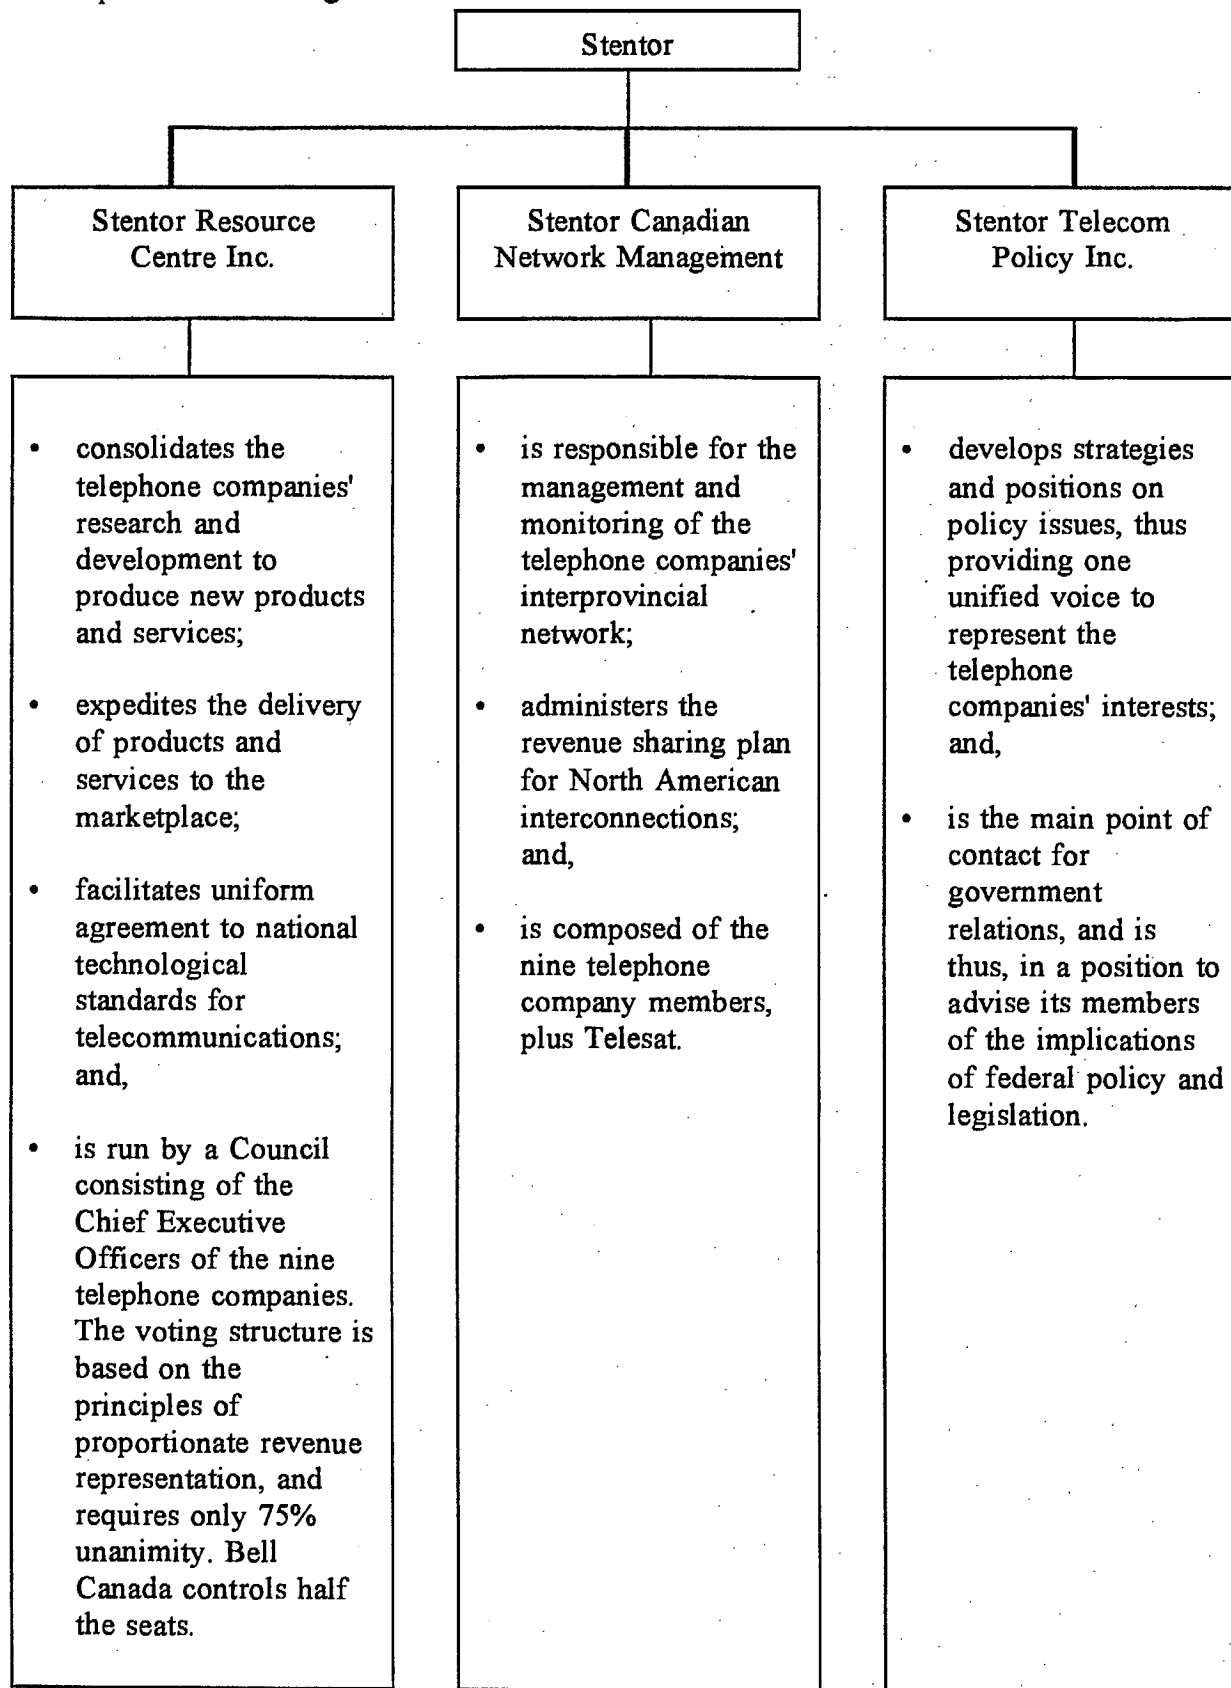 Stentor
Stentor Resource
Centre Inc.
Stentor Canadian
Network Management
Stentor Telecom
Policy Inc.
• consolidates the
telephone companies'
research and
development to
produce new products
and services;
• expedites the delivery
of products and
services to the
marketplace;
• facilitates uniform
agreement to national
technological
standards for
telecommunications;
and,
• is run by a Council
consisting of the
Chief Executive
Officers of the nine
telephone companies.
The voting structure is
based on the
principles of
proportionate revenue
representation, and
requires only 75%
unanimity. Bell
Canada controls half
the seats.
• is responsible for the
management and
monitoring of the
telephone companies'
interprovincial
network;
• administers the
revenue sharing plan
for North American
interconnections;
and,
• is composed of the
nine telephone
company members,
plus Telesat.
• develops strategies
and positions on
policy issues, thus
providing one
unified voice to
represent the
telephone
companies' interests;
and,
• is the main point of
contact for
government
relations, and is
thus, in a position to
advise its members
of the implications
of federal policy and
legislation.